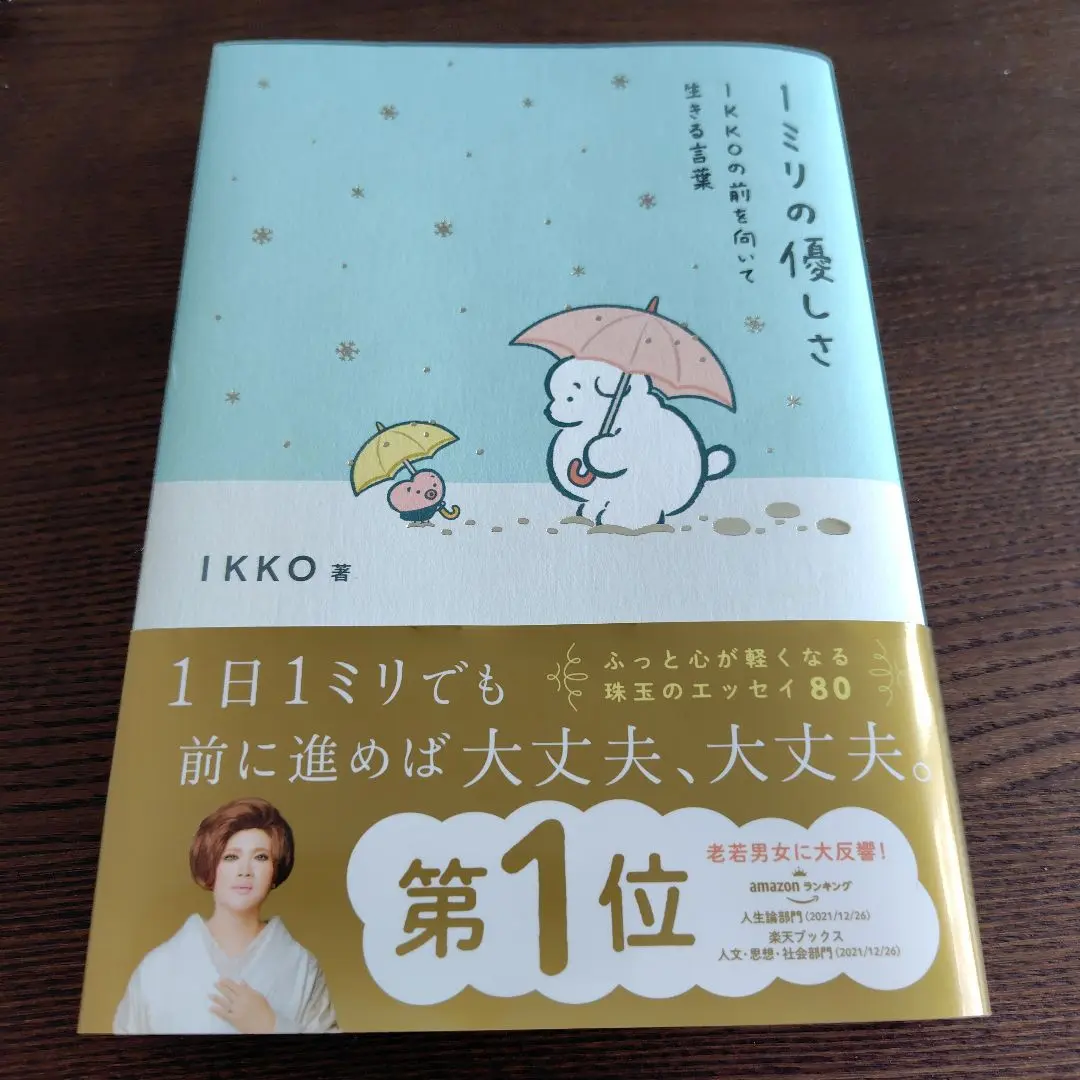 1ミリの優しさ
IKKOの前を向いて
生きる言葉
IKKO 著
1日1ミリでも
前に進めば大丈夫、大丈夫。
ふっと心が軽くなる
珠玉のエッセイ80
第1位
老若男女に大反響!
amazon ランキング
人生論部門(2021/12/26)
楽天ブックス
人文・思想・社会部門(2021/12/26)